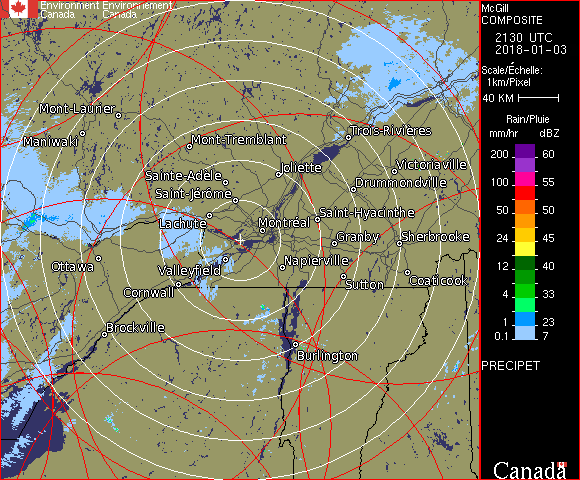 Environment Environnement
Canada Canada
Mont-Laurier
Maniwaki
Mont-Tremblant
Trois-Rivières
Sainte-Adèle
Joliette
Victoriaville
Saint-Jérôme
Drummondville
Lachute
Montréal
Saint-Hyacinthe
Granby
Sherbrooke
Ottawa
Valleyfield
Napierville
Cornwall
Sutton
Coaticook
Brockville
Burlington
McGill
COMPOSITE
2130 UTC
2018-01-03
Scale/Échelle:
1km/Pixel
40 KM
Rain/Pluie
mm/hr dBZ
200 60
150 55
100 55
50 50
24 45
12 40
4 33
1 23
0.1 7
PRECIPET
Canada